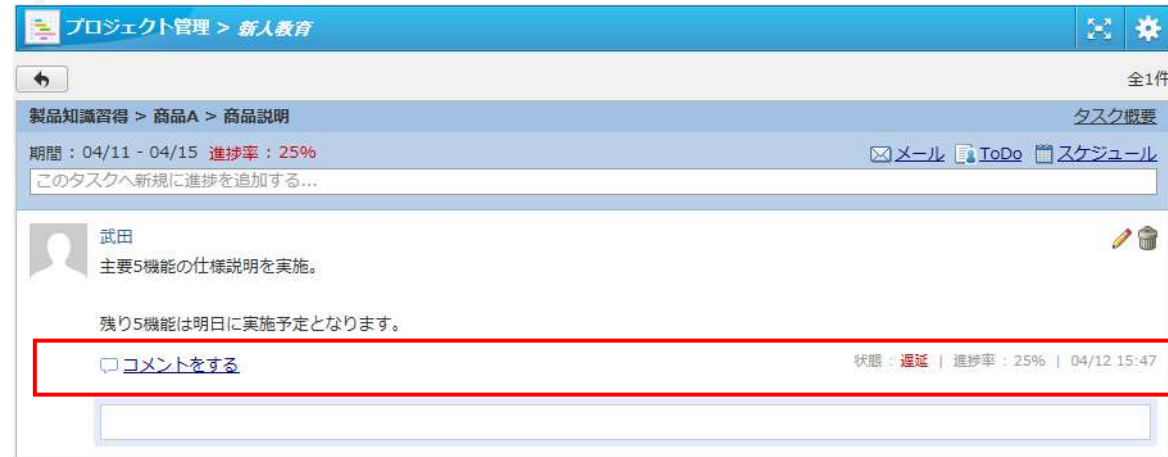 プロジェクト管理 > 新人教育
全1件
製品知識習得 > 商品A > 商品説明 タスク概要
期間：04/11 - 04/15 進捗率：25% メール ToDo スケジュール
このタスクへ新規に進捗を追加する...
武田
主要5機能の仕様説明を実施。
残り5機能は明日に実施予定となります。
コメントをする 状態：遅延 | 進捗率：25% | 04/12 15:47